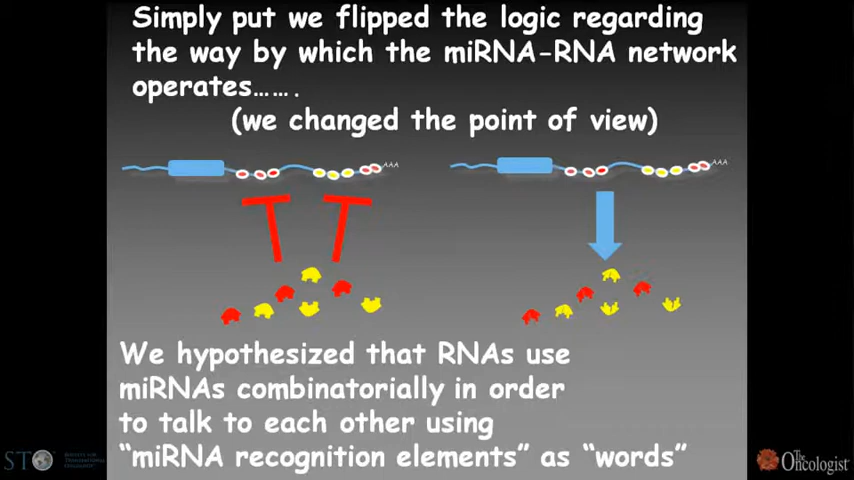 Simply put we flipped the logic regarding
the way by which the miRNA-RNA network
operates…….
(we changed the point of view)
AAA
AAA
We hypothesized that RNAs use
miRNAs combinatorially in order
to talk to each other using
“miRNA recognition elements” as “words”
The
Oncologist